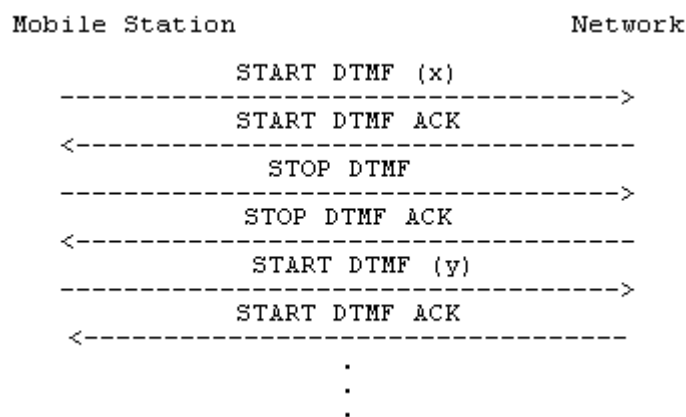 Mobile Station Network
START DTMF (x)
START DTMF ACK
STOP DTMF
STOP DTMF ACK
START DTMF (y)
START DTMF ACK
.
.
.